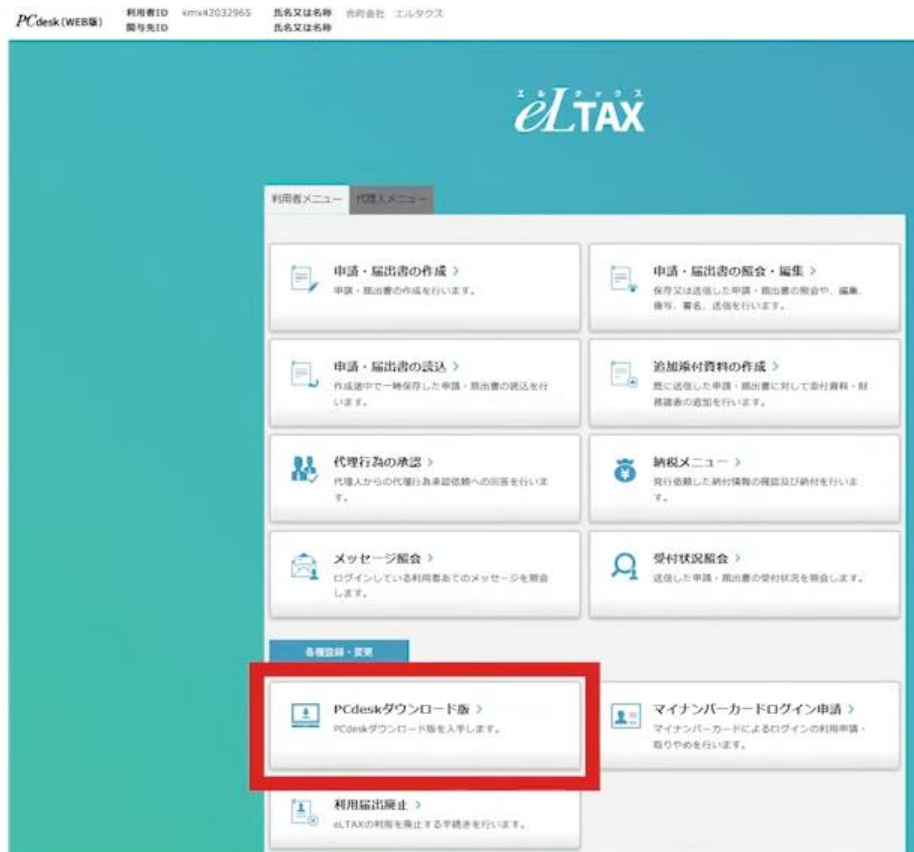 PCdesk (WEB版)
利用者ID kmx42032965 氏名又は名称 合同会社 エルタクス
関与先ID 氏名又は名称
エルタックス
eLTAX
利用者メニュー 代理人メニュー
申請・届出書の作成 >
申請・届出書の作成を行います。
申請・届出書の照会・編集 >
保存又は送信した申請・届出書の照会や、編集、
複写、署名、送信を行います。
申請・届出書の読込 >
作成途中で一時保存した申請・届出書の読込を行
います。
追加添付資料の作成 >
既に送信した申請・届出書に対して添付資料・財
務諸表の追加を行います。
代理行為の承認 >
代理人からの代理行為承認依頼への回答を行いま
す。
納税メニュー >
発行依頼した納付情報の確認及び納付を行いま
す。
メッセージ照会 >
ログインしている利用者あてのメッセージを照会
します。
受付状況照会 >
送信した申請・届出書の受付状況を照会します。
各種登録・変更
PCdeskダウンロード版 >
PCdeskダウンロード版を入手します。
マイナンバーカードログイン申請 >
マイナンバーカードによるログインの利用申請・
取りやめを行います。
利用届出廃止 >
eLTAXの利用を廃止する手続きを行います。